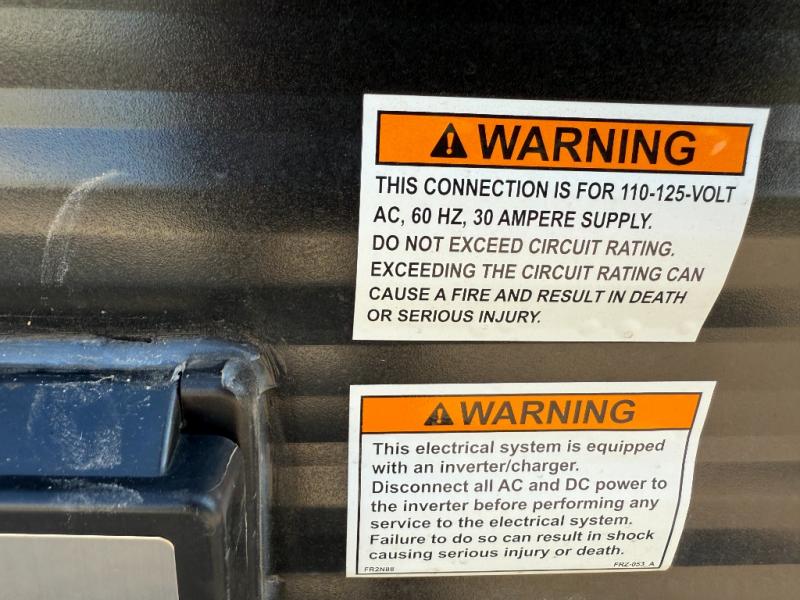 WARNING
THIS CONNECTION IS FOR 110-125-VOLT
AC, 60 HZ, 30 AMPERE SUPPLY.
DO NOT EXCEED CIRCUIT RATING.
EXCEEDING THE CIRCUIT RATING CAN
CAUSE A FIRE AND RESULT IN DEATH
OR SERIOUS INJURY.
WARNING
This electrical system is equipped
with an inverter/charger.
Disconnect all AC and DC power to
the inverter before performing any
service to the electrical system.
Failure to do so can result in shock
causing serious injury or death.
FR2N88 FRZ-053_A